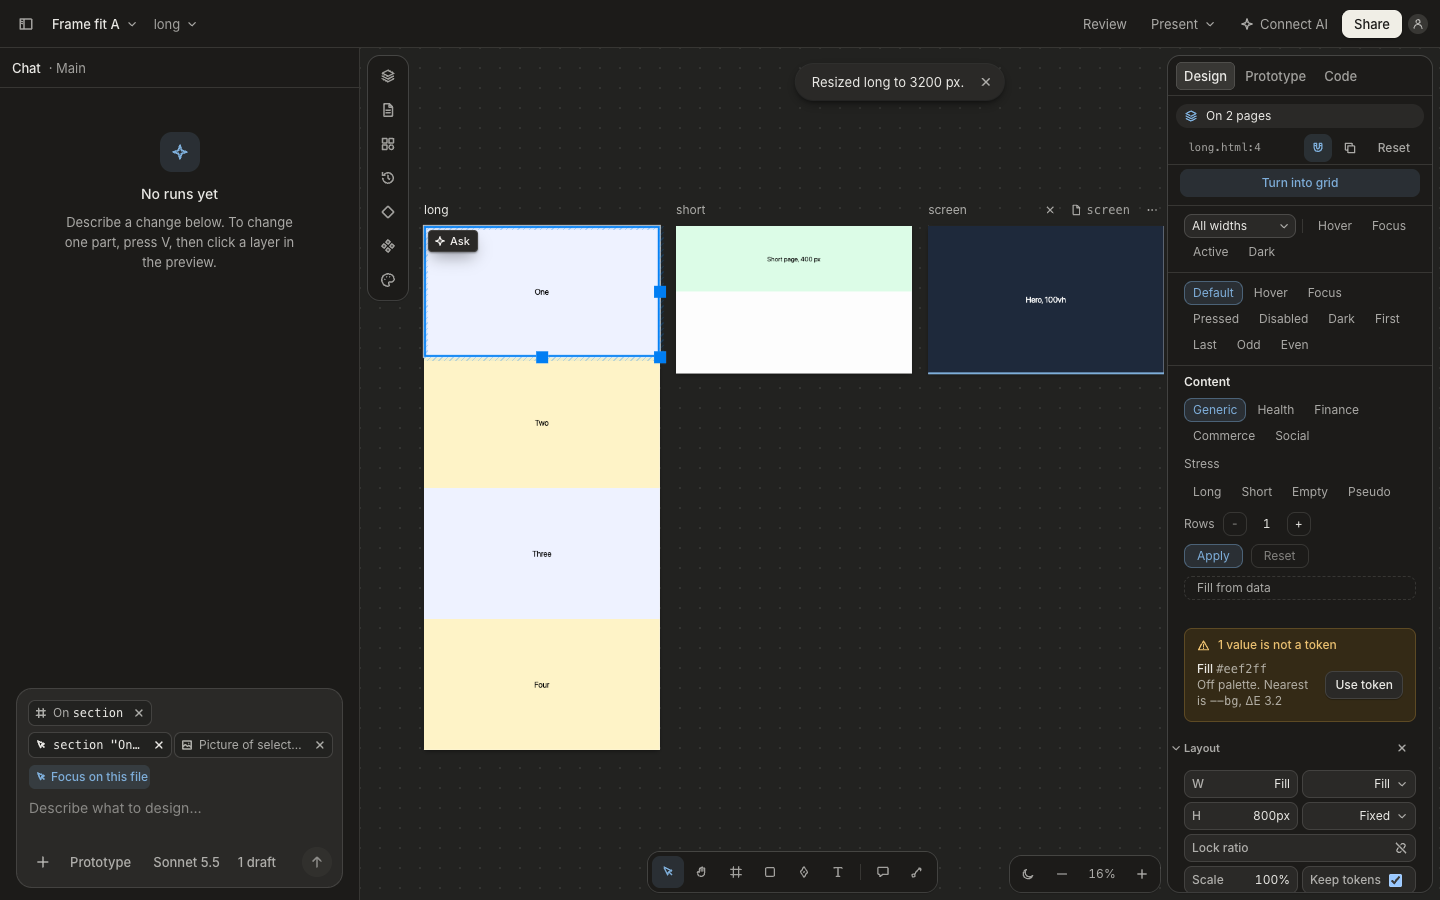 Frame fit A
long
Review
Present
Connect AI
Share
Chat · Main
No runs yet
Describe a change below. To change
one part, press V, then click a layer in
the preview.
On section
section "On…
Picture of select…
Focus on this file
Describe what to design…
Prototype
Sonnet 5.5
1 draft
Resized long to 3200 px.
long
short
screen
screen
Ask
One
Two
Three
Four
Short page, 400 px
Hero, 100vh
16%
Design
Prototype
Code
On 2 pages
long.html:4
Reset
Turn into grid
All widths
Hover
Focus
Active
Dark
Default
Hover
Focus
Pressed
Disabled
Dark
First
Last
Odd
Even
Content
Generic
Health
Finance
Commerce
Social
Stress
Long
Short
Empty
Pseudo
Rows
-
1
+
Apply
Reset
Fill from data
1 value is not a token
Fill #eef2ff
Off palette. Nearest
is --bg, ΔE 3.2
Use token
Layout
W
Fill
Fill
H
800px
Fixed
Lock ratio
Scale
100%
Keep tokens